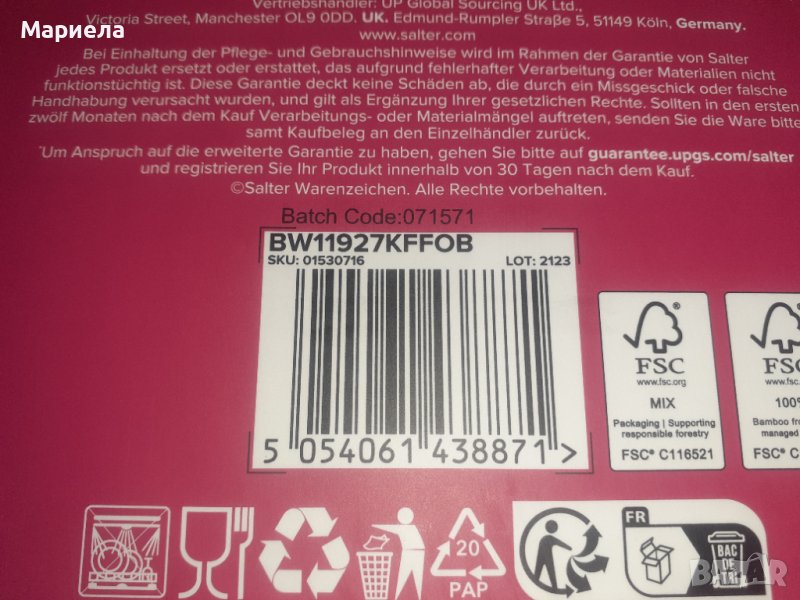 Мариела
Vertriebshändler: UP Global Sourcing UK Ltd.,
Victoria Street, Manchester OL9 0DD. UK. Edmund-Rumpler Straße 5, 51149 Köln, Germany.
www.salter.com
Bei Einhaltung der Pflege- und Gebrauchshinweise wird im Rahmen der Garantie von Salter
jedes Produkt ersetzt oder erstattet, das aufgrund fehlerhafter Verarbeitung oder Materialien nicht
funktionstüchtig ist. Diese Garantie deckt keine Schäden ab, die durch ein Missgeschick oder falsche
Handhabung verursacht wurden, und gilt als Ergänzung Ihrer gesetzlichen Rechte. Sollten in den ersten
zwölf Monaten nach dem Kauf Verarbeitungs- oder Materialmängel auftreten, senden Sie die Ware bitte
samt Kaufbeleg an den Einzelhändler zurück.
*Um Anspruch auf die erweiterte Garantie zu haben, gehen Sie bitte auf guarantee.upgs.com/salter
und registrieren Sie Ihr Produkt innerhalb von 30 Tagen nach dem Kauf.
©Salter Warenzeichen. Alle Rechte vorbehalten.
Batch Code:071571
BW11927KFFOB
SKU: 01530716 LOT: 2123
5 054061 438871 >
FSC®
www.fsc.org
MIX
Packaging | Supporting
responsible forestry
FSC® C116521
FSC
www.fsc
100%
Bamboo fro
managed
FSC® C
20
PAP
FR
BAC
DE
TRI
BAZAR